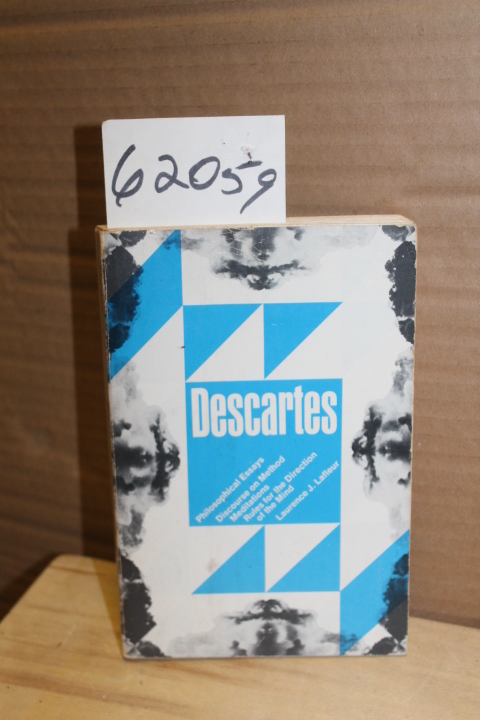 62059
Descartes
Philosophical Essays
Discourse on Method
Meditations
Rules for the Direction
of the Mind
Laurence J. Lafleur